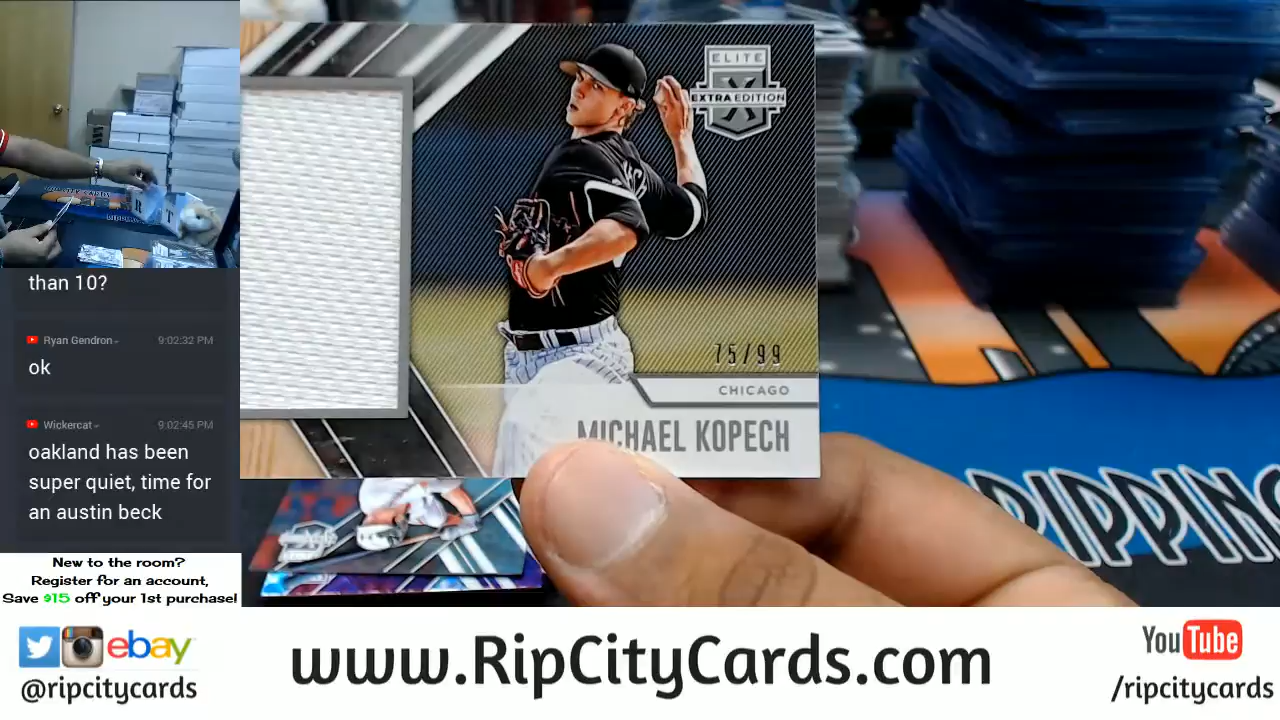 than 10?
Ryan Gendron
9:02:32 PM
ok
Wickercat
9:02:45 PM
oakland has been
super quiet, time for
an austin beck
New to the room?
Register for an account,
Save $15 off your 1st purchase!
ELITE
EXTRA EDITION
X
75/99
CHICAGO
MICHAEL KOPECH
RIPPING
ebay
@ripcitycards
www.RipCityCards.com
YouTube
/ripcitycards